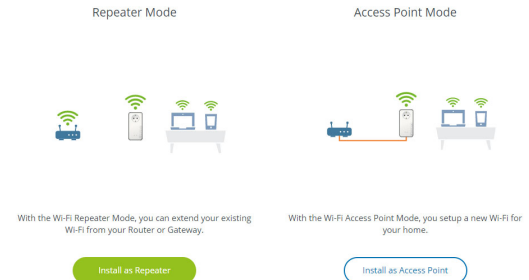 Repeater Mode
Access Point Mode
With the Wi-Fi Repeater Mode, you can extend your existing
Wi-Fi from your Router or Gateway.
With the Wi-Fi Access Point Mode, you setup a new Wi-Fi for
your home.
Install as Repeater
Install as Access Point